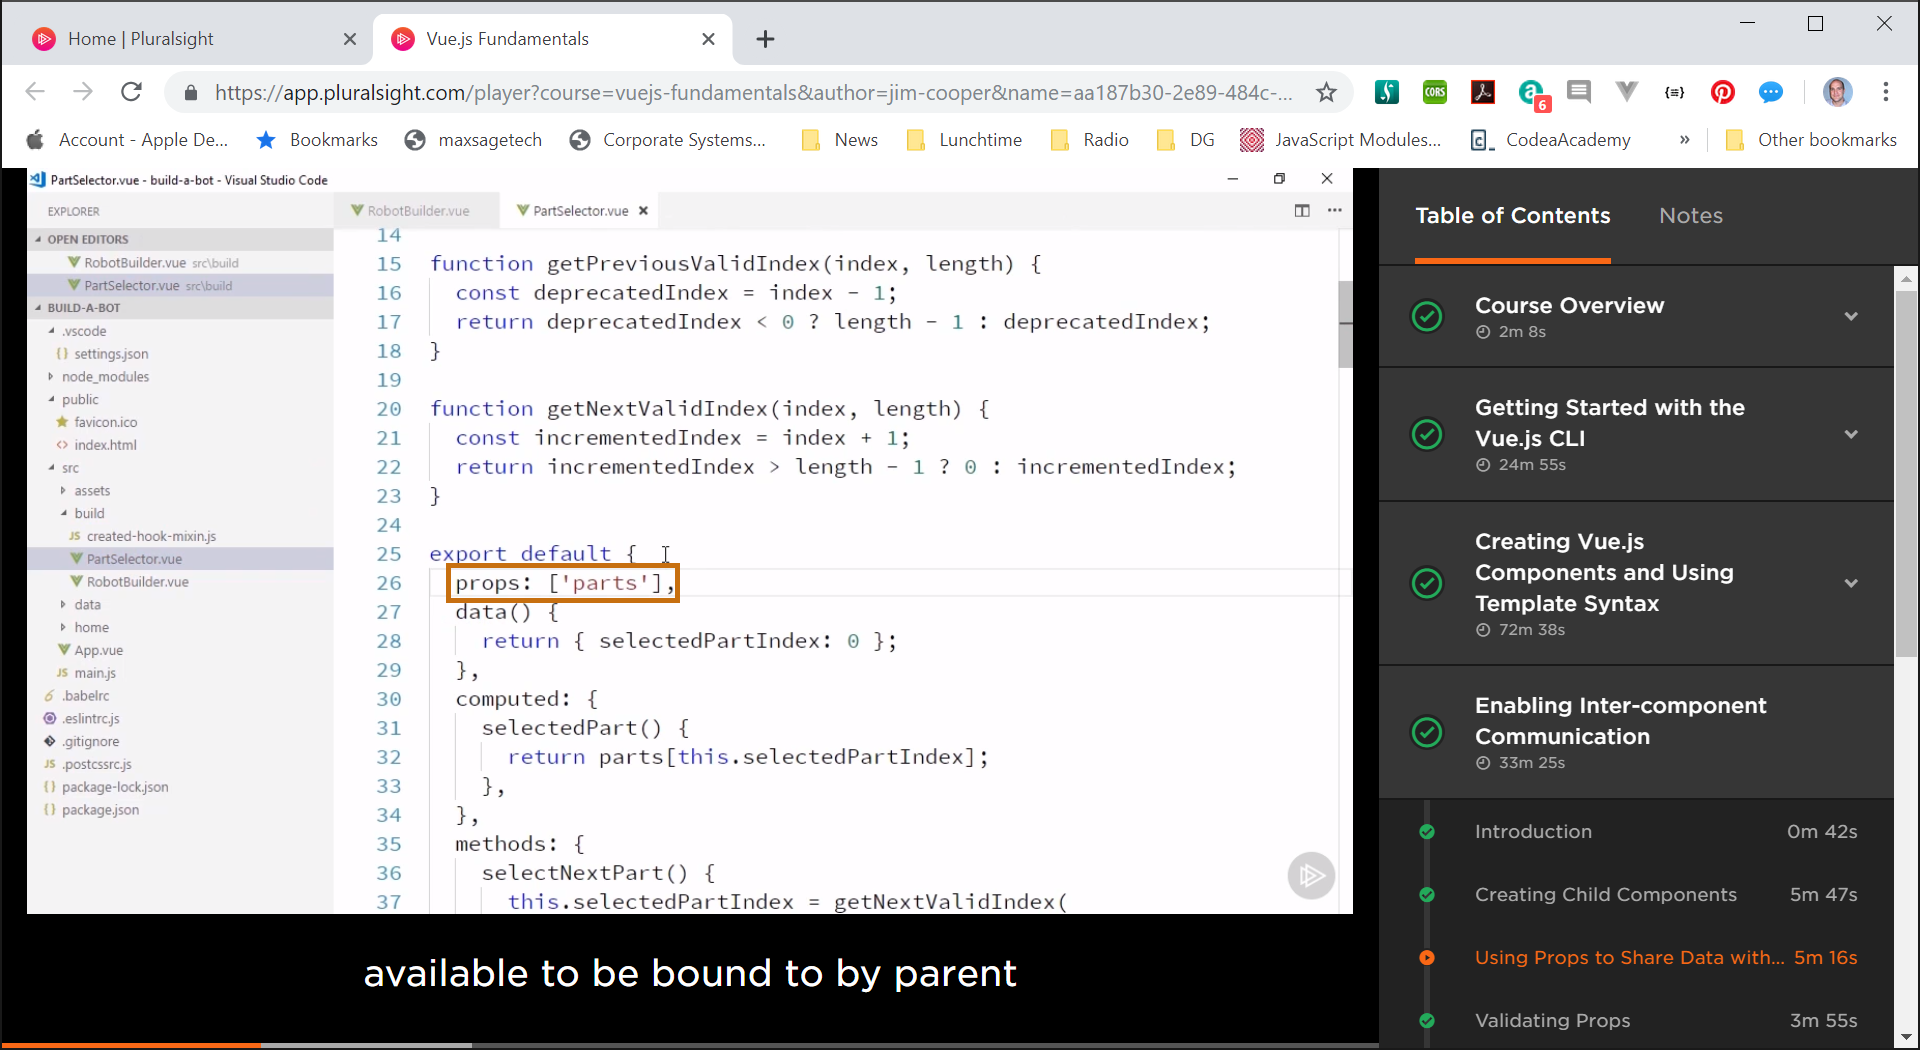 Home | Pluralsight
Vue.js Fundamentals
https://app.pluralsight.com/player?course=vuejs-fundamentals&author=jim-cooper&name=aa187b30-2e89-484c-...
CORS
6
{≡}
Account - Apple De...
Bookmarks
maxsagetech
Corporate Systems...
News
Lunchtime
Radio
DG
JavaScript Modules...
CodeaAcademy
»
Other bookmarks
PartSelector.vue - build-a-bot - Visual Studio Code
EXPLORER
OPEN EDITORS
RobotBuilder.vue src\build
PartSelector.vue src\build
BUILD-A-BOT
.vscode
{} settings.json
node_modules
public
favicon.ico
<> index.html
src
assets
build
JS created-hook-mixin.js
PartSelector.vue
RobotBuilder.vue
data
home
App.vue
JS main.js
.babelrc
.eslintrc.js
.gitignore
JS .postcssrc.js
{} package-lock.json
{} package.json
RobotBuilder.vue
PartSelector.vue
14
15 function getPreviousValidIndex(index, length) {
16 const deprecatedIndex = index - 1;
17 return deprecatedIndex < 0 ? length - 1 : deprecatedIndex;
18 }
19
20 function getNextValidIndex(index, length) {
21 const incrementedIndex = index + 1;
22 return incrementedIndex > length - 1 ? 0 : incrementedIndex;
23 }
24
25 export default {
26 props: ['parts'],
27 data() {
28 return { selectedPartIndex: 0 };
29 },
30 computed: {
31 selectedPart() {
32 return parts[this.selectedPartIndex];
33 },
34 },
35 methods: {
36 selectNextPart() {
37 this.selectedPartIndex = getNextValidIndex(
available to be bound to by parent
Table of Contents
Notes
Course Overview
2m 8s
Getting Started with the
Vue.js CLI
24m 55s
Creating Vue.js
Components and Using
Template Syntax
72m 38s
Enabling Inter-component
Communication
33m 25s
Introduction 0m 42s
Creating Child Components 5m 47s
Using Props to Share Data with... 5m 16s
Validating Props 3m 55s